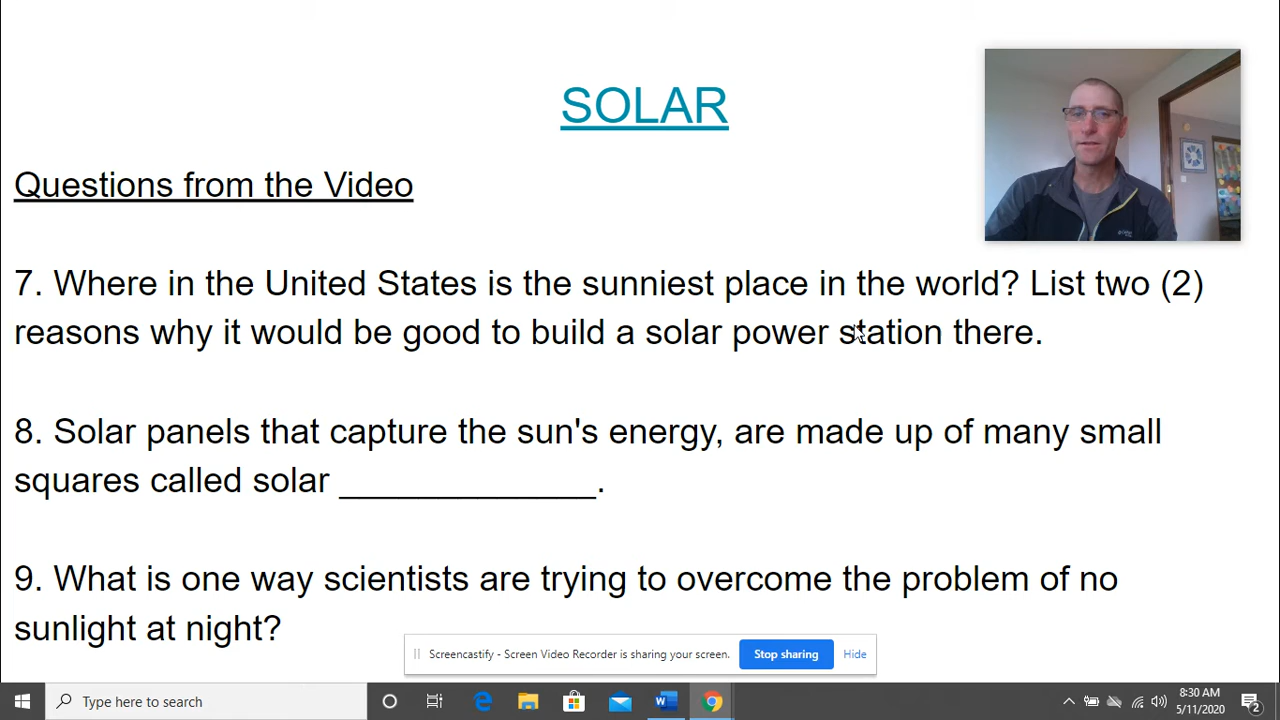 SOLAR
Questions from the Video
7. Where in the United States is the sunniest place in the world? List two (2)
reasons why it would be good to build a solar power station there.
8. Solar panels that capture the sun's energy, are made up of many small
squares called solar _____________.
9. What is one way scientists are trying to overcome the problem of no
sunlight at night?
Screencastify - Screen Video Recorder is sharing your screen. Stop sharing Hide
Type here to search
8:30 AM
5/11/2020
2